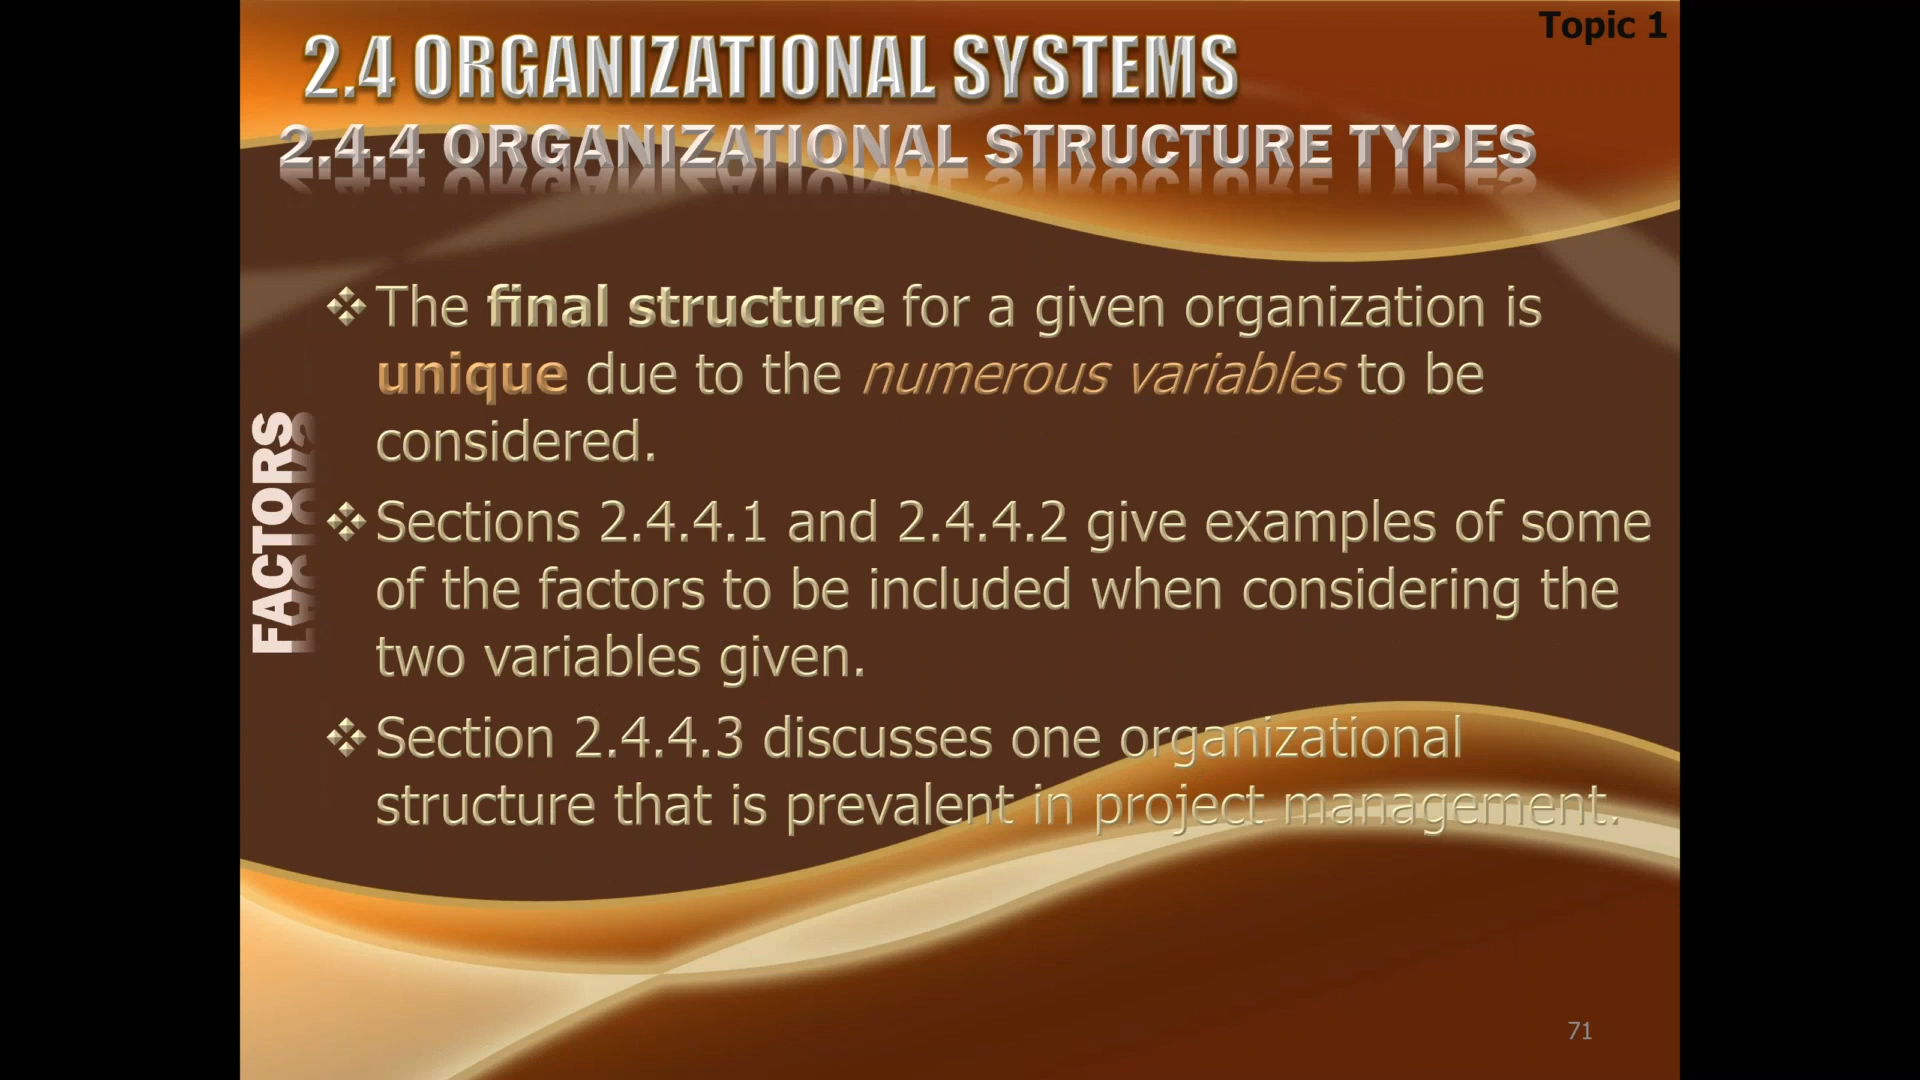 Topic 1
2.4 ORGANIZATIONAL SYSTEMS
2.4.4 ORGANIZATIONAL STRUCTURE TYPES
FACTORS
❖ The final structure for a given organization is
unique due to the numerous variables to be
considered.
❖ Sections 2.4.4.1 and 2.4.4.2 give examples of some
of the factors to be included when considering the
two variables given.
❖ Section 2.4.4.3 discusses one organizational
structure that is prevalent in project management.
71